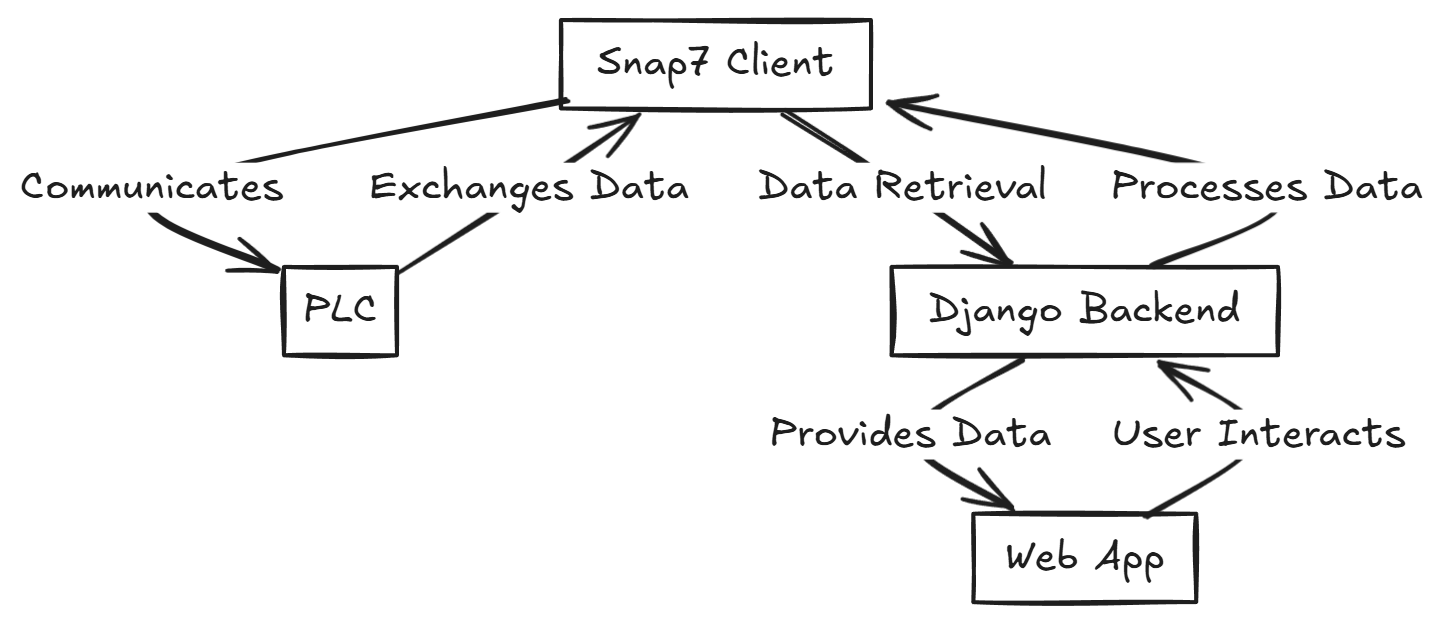 Snap7 Client
Communicates
Exchanges Data
Data Retrieval
Processes Data
PLC
Django Backend
Provides Data
User Interacts
Web App